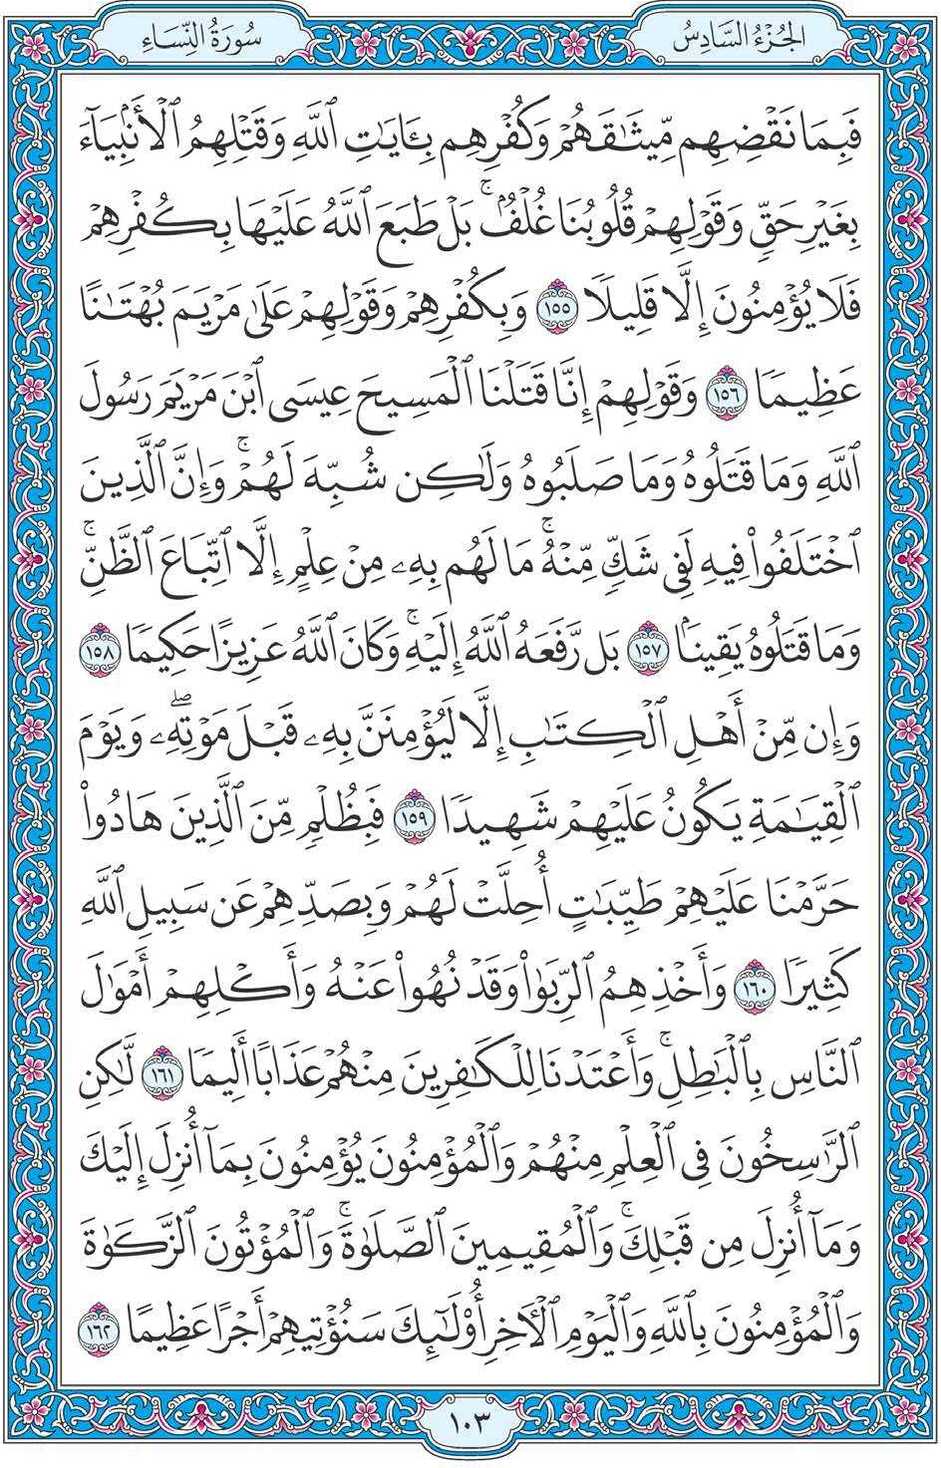 الجُزْءُ السَّادِسُ
سُورَةُ النِّسَاءِ
فَبِمَا نَقْضِهِم مِّيثَٰقَهُمْ وَكُفْرِهِم بِـَٔايَٰتِ ٱللَّهِ وَقَتْلِهِمُ ٱلْأَنۢبِيَآءَ
بِغَيْرِ حَقٍّ وَقَوْلِهِمْ قُلُوبُنَا غُلْفٌۢ ۚ بَلْ طَبَعَ ٱللَّهُ عَلَيْهَا بِكُفْرِهِمْ
فَلَا يُؤْمِنُونَ إِلَّا قَلِيلًا ١٥٥ وَبِكُفْرِهِمْ وَقَوْلِهِمْ عَلَىٰ مَرْيَمَ بُهْتَٰنًا
عَظِيمًا ١٥٦ وَقَوْلِهِمْ إِنَّا قَتَلْنَا ٱلْمَسِيحَ عِيسَى ٱبْنَ مَرْيَمَ رَسُولَ
ٱللَّهِ وَمَا قَتَلُوهُ وَمَا صَلَبُوهُ وَلَٰكِن شُبِّهَ لَهُمْ ۚ وَإِنَّ ٱلَّذِينَ
ٱخْتَلَفُوا۟ فِيهِ لَفِى شَكٍّ مِّنْهُ ۚ مَا لَهُم بِهِۦ مِنْ عِلْمٍ إِلَّا ٱتِّبَاعَ ٱلظَّنِّ ۚ
وَمَا قَتَلُوهُ يَقِينًۢا ١٥٧ بَل رَّفَعَهُ ٱللَّهُ إِلَيْهِ ۚ وَكَانَ ٱللَّهُ عَزِيزًا حَكِيمًا ١٥٨
وَإِن مِّنْ أَهْلِ ٱلْكِتَٰبِ إِلَّا لَيُؤْمِنَنَّ بِهِۦ قَبْلَ مَوْتِهِۦ ۖ وَيَوْمَ
ٱلْقِيَٰمَةِ يَكُونُ عَلَيْهِمْ شَهِيدًا ١٥٩ فَبِظُلْمٍ مِّنَ ٱلَّذِينَ هَادُوا۟
حَرَّمْنَا عَلَيْهِمْ طَيِّبَٰتٍ أُحِلَّتْ لَهُمْ وَبِصَدِّهِمْ عَن سَبِيلِ ٱللَّهِ
كَثِيرًا ١٦٠ وَأَخْذِهِمُ ٱلرِّبَوٰا۟ وَقَدْ نُهُوا۟ عَنْهُ وَأَكْلِهِمْ أَمْوَٰلَ
ٱلنَّاسِ بِٱلْبَٰطِلِ ۚ وَأَعْتَدْنَا لِلْكَٰفِرِينَ مِنْهُمْ عَذَابًا أَلِيمًا ١٦١ لَّٰكِنِ
ٱلرَّٰسِخُونَ فِى ٱلْعِلْمِ مِنْهُمْ وَٱلْمُؤْمِنُونَ يُؤْمِنُونَ بِمَآ أُنزِلَ إِلَيْكَ
وَمَآ أُنزِلَ مِن قَبْلِكَ ۚ وَٱلْمُقِيمِينَ ٱلصَّلَوٰةَ ۚ وَٱلْمُؤْتُونَ ٱلزَّكَوٰةَ
وَٱلْمُؤْمِنُونَ بِٱللَّهِ وَٱلْيَوْمِ ٱلْـَٔاخِرِ أُو۟لَٰٓئِكَ سَنُؤْتِيهِمْ أَجْرًا عَظِيمًا ١٦٢
١٠٣